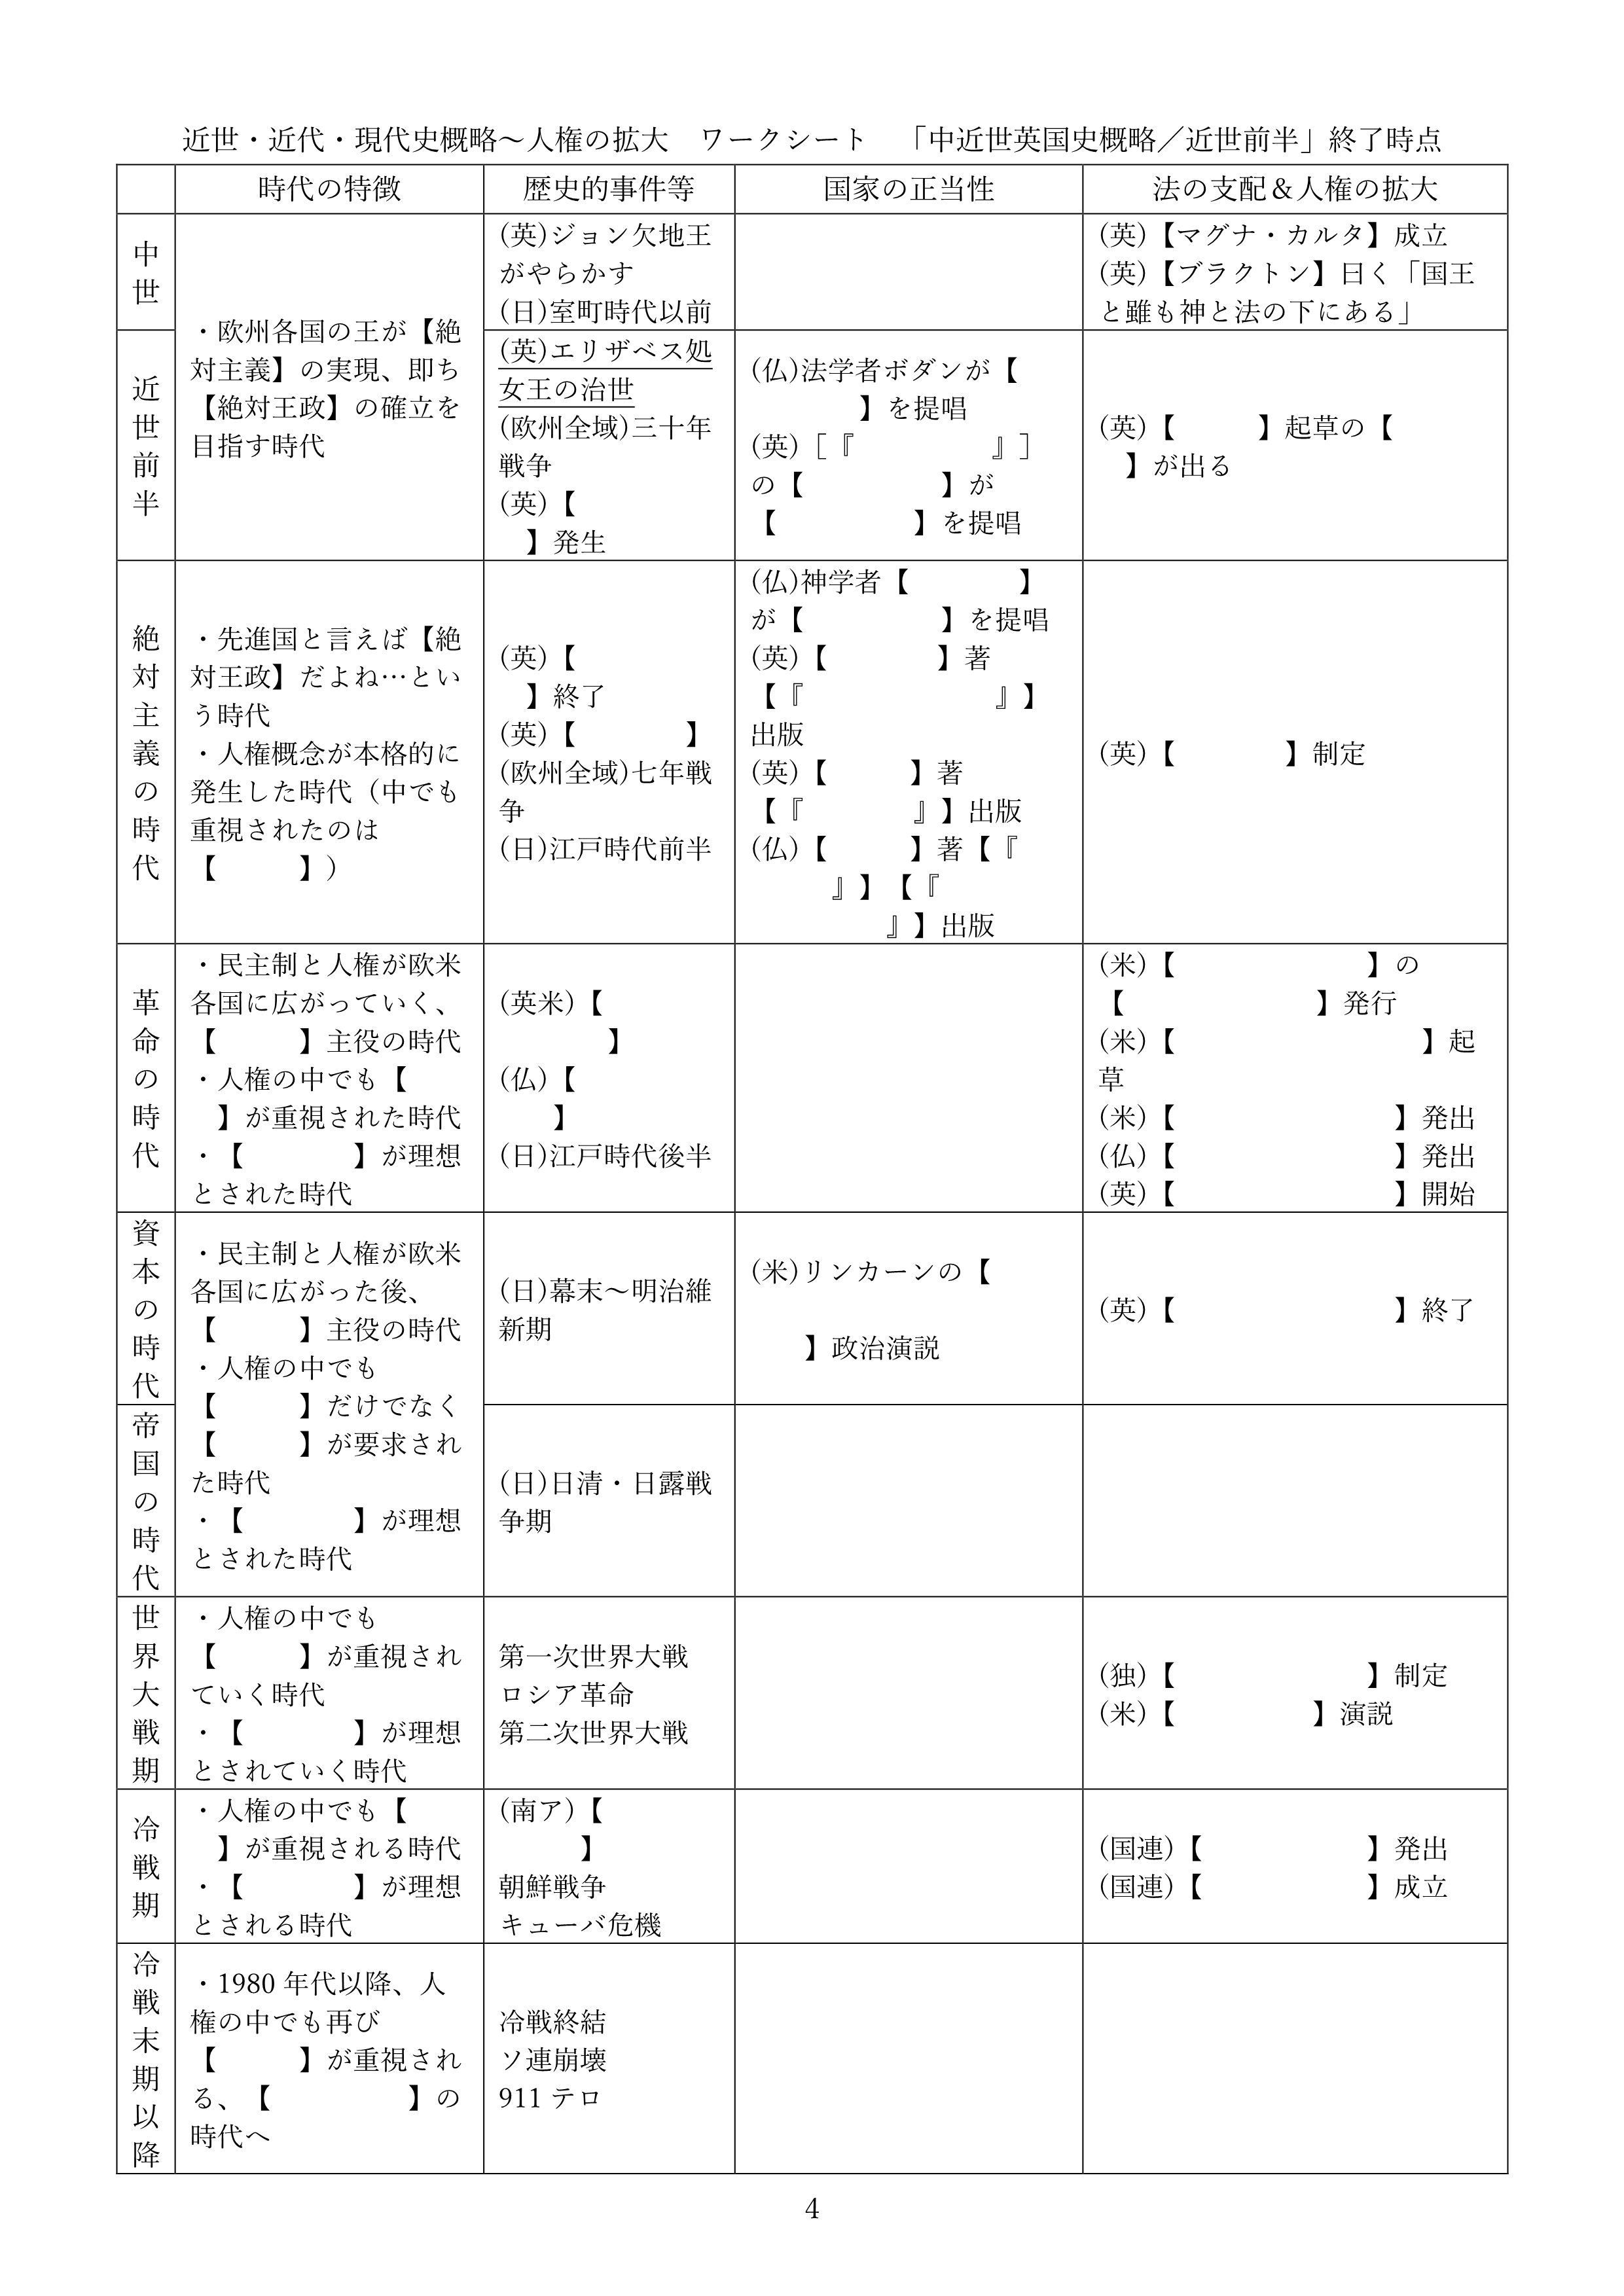 近世・近代・現代史概略～人権の拡大　ワークシート　「中近世英国史概略／近世前半」終了時点
時代の特徴
歴史的事件等
国家の正当性
法の支配＆人権の拡大
中世
・欧州各国の王が【絶
対主義】の実現、即ち
【絶対王政】の確立を
目指す時代
(英)ジョン欠地王
がやらかす
(日)室町時代以前
(英)【マグナ・カルタ】成立
(英)【ブラクトン】曰く「国王
と雖も神と法の下にある」
近世前半
(英)エリザベス処
女王の治世
(欧州全域)三十年
戦争
(英)【
　】発生
(仏)法学者ボダンが【
　　　　】を提唱
(英)［『　　　　　』］
の【　　　　　】が
【　　　　　】を提唱
(英)【　　　】起草の【
　】が出る
絶対主義の時代
・先進国と言えば【絶
対王政】だよね…とい
う時代
・人権概念が本格的に
発生した時代（中でも
重視されたのは
【　　　】）
(英)【
　】終了
(英)【　　　　】
(欧州全域)七年戦
争
(日)江戸時代前半
(仏)神学者【　　　　】
が【　　　　　】を提唱
(英)【　　　　】著
【『　　　　　　　』】
出版
(英)【　　　】著
【『　　　　』】出版
(仏)【　　　】著【『
　　　』】【『
　　　　　』】出版
(英)【　　　　】制定
革命の時代
・民主制と人権が欧米
各国に広がっていく、
【　　　】主役の時代
・人権の中でも【
　】が重視された時代
・【　　　　】が理想
とされた時代
(英米)【
　　　　】
(仏)【
　　】
(日)江戸時代後半
(米)【　　　　　　　】の
【　　　　　　　】発行
(米)【　　　　　　　　　】起
草
(米)【　　　　　　　　】発出
(仏)【　　　　　　　　】発出
(英)【　　　　　　　　】開始
資本の時代
・民主制と人権が欧米
各国に広がった後、
【　　　】主役の時代
・人権の中でも
【　　　】だけでなく
【　　　】が要求され
た時代
・【　　　　】が理想
とされた時代
(日)幕末～明治維
新期
(米)リンカーンの【
　　】政治演説
(英)【　　　　　　　　】終了
帝国の時代
(日)日清・日露戦
争期
世界大戦期
・人権の中でも
【　　　】が重視され
ていく時代
・【　　　　】が理想
とされていく時代
第一次世界大戦
ロシア革命
第二次世界大戦
(独)【　　　　　　　】制定
(米)【　　　　　】演説
冷戦期
・人権の中でも【
　】が重視される時代
・【　　　　】が理想
とされる時代
(南ア)【
　　　】
朝鮮戦争
キューバ危機
(国連)【　　　　　　】発出
(国連)【　　　　　　】成立
冷戦末期以降
・1980 年代以降、人
権の中でも再び
【　　　】が重視され
る、【　　　　　】の
時代へ
冷戦終結
ソ連崩壊
911 テロ
4